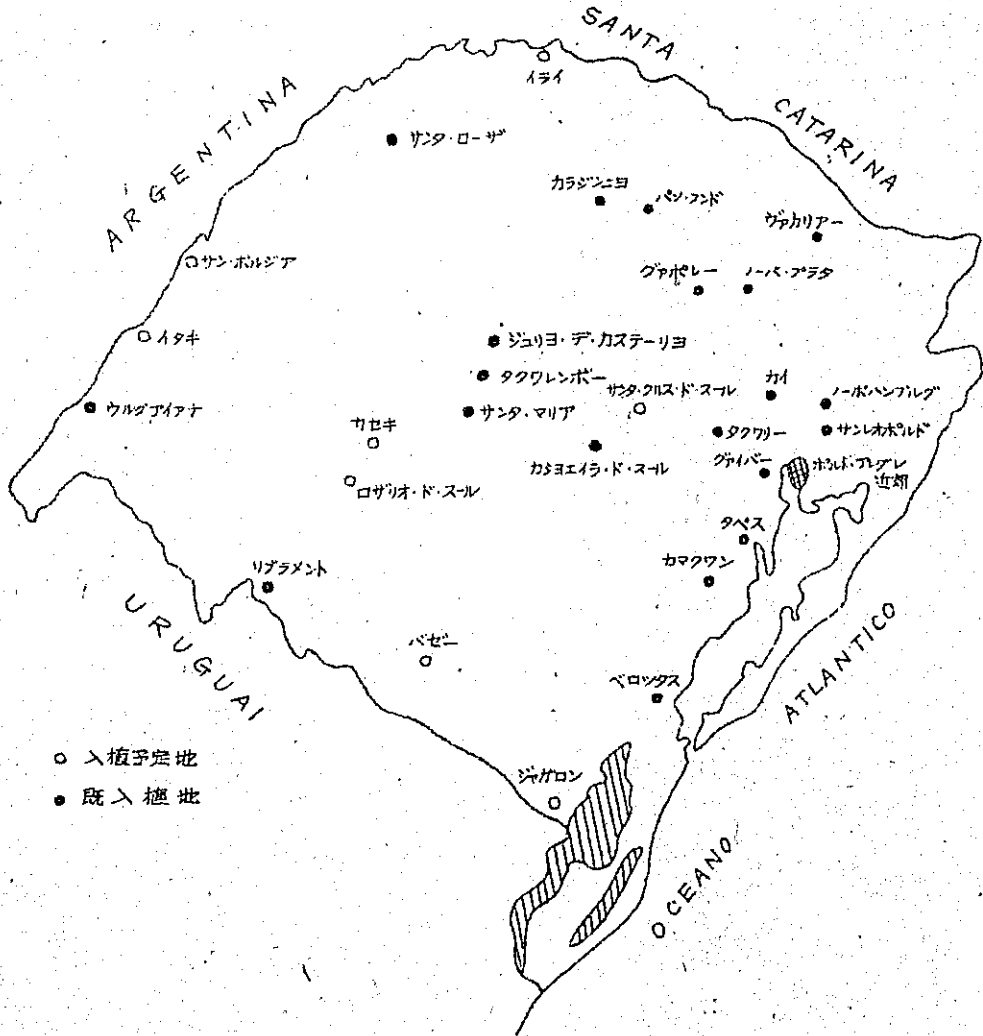 SANTA
CATARINA
イライ
ARGENTINA
サンタ・ローザ
カラジンニヨ
パソ・フンド
ヴァカリアー
サン・ボルジア
グァポレー
ノーバ・プラタ
イタキ
ジュリヨ・デ・カステーリヨ
タクワレンボー
サンタ・クルス・ド・スール
カイ
ノーボハンブルグ
ウルグアイアナ
サンタ・マリア
カセキ
タクワリー
サンレオポルド
カショエイラ・ド・スール
グァイバー
ポルト・アレグレ
近郊
ロザリオ・ド・スール
タペス
リブラメント
カマクワン
URUGUAI
バゼー
ATLANTICO
ペロッタス
○ 入植予定地
ジャガロン
● 既入植地
OCEANO